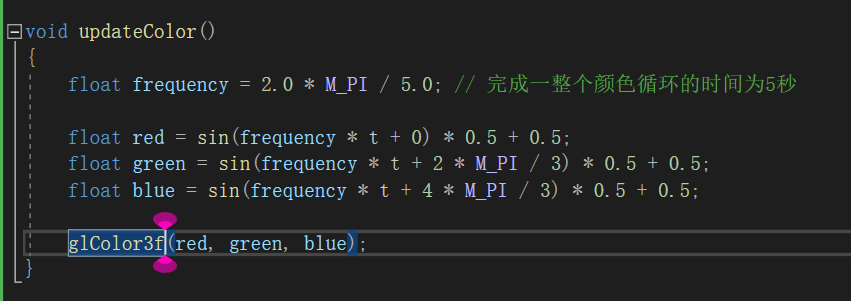 void updateColor()
{
float frequency = 2.0 * M_PI / 5.0; // 完成一整个颜色循环的时间为5秒
float red = sin(frequency * t + 0) * 0.5 + 0.5;
float green = sin(frequency * t + 2 * M_PI / 3) * 0.5 + 0.5;
float blue = sin(frequency * t + 4 * M_PI / 3) * 0.5 + 0.5;
glColor3f(red, green, blue);
}